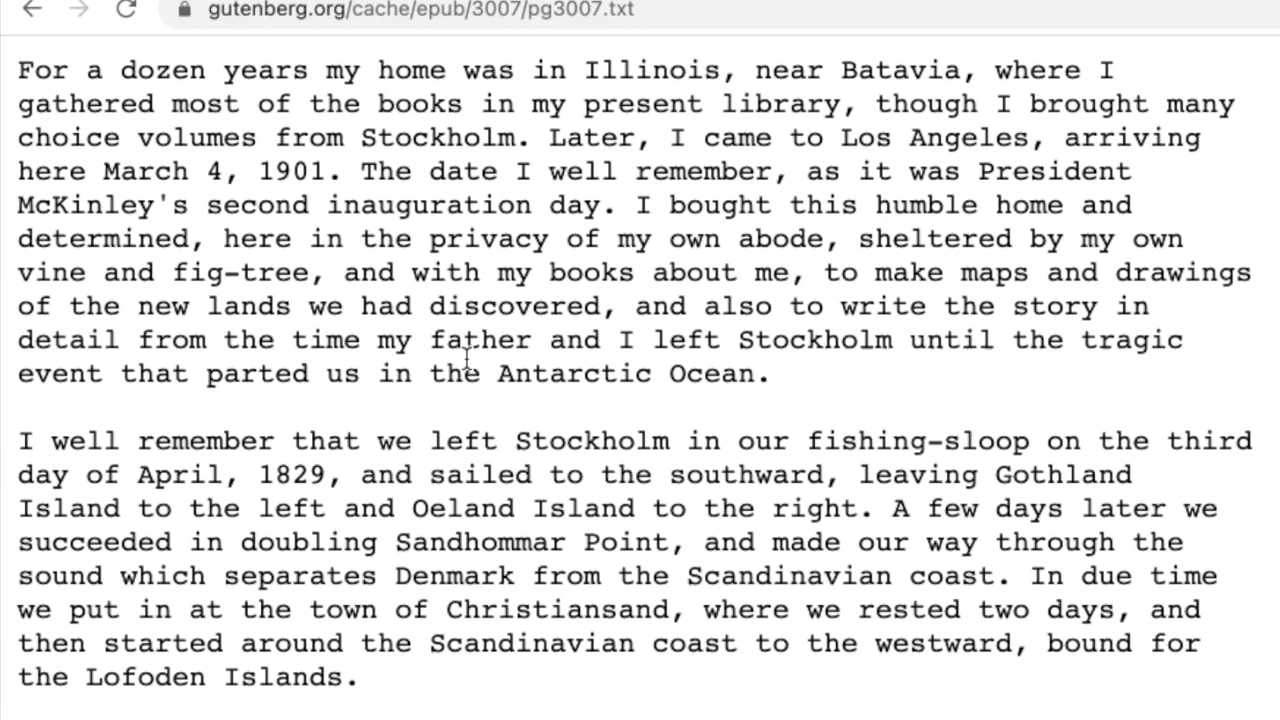 gutenberg.org/cache/epub/3007/pg3007.txt
For a dozen years my home was in Illinois, near Batavia, where I
gathered most of the books in my present library, though I brought many
choice volumes from Stockholm. Later, I came to Los Angeles, arriving
here March 4, 1901. The date I well remember, as it was President
McKinley's second inauguration day. I bought this humble home and
determined, here in the privacy of my own abode, sheltered by my own
vine and fig-tree, and with my books about me, to make maps and drawings
of the new lands we had discovered, and also to write the story in
detail from the time my father and I left Stockholm until the tragic
event that parted us in the Antarctic Ocean.
I well remember that we left Stockholm in our fishing-sloop on the third
day of April, 1829, and sailed to the southward, leaving Gothland
Island to the left and Oeland Island to the right. A few days later we
succeeded in doubling Sandhommar Point, and made our way through the
sound which separates Denmark from the Scandinavian coast. In due time
we put in at the town of Christiansand, where we rested two days, and
then started around the Scandinavian coast to the westward, bound for
the Lofoden Islands.